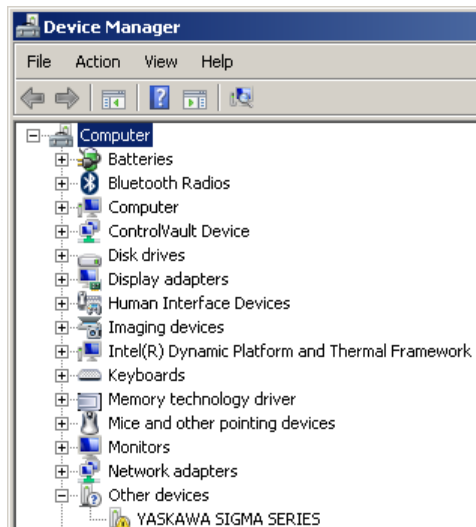 Device Manager
File Action View Help
Computer
Batteries
Bluetooth Radios
Computer
ControlVault Device
Disk drives
Display adapters
Human Interface Devices
Imaging devices
Intel(R) Dynamic Platform and Thermal Framework
Keyboards
Memory technology driver
Mice and other pointing devices
Monitors
Network adapters
Other devices
YASKAWA SIGMA SERIES